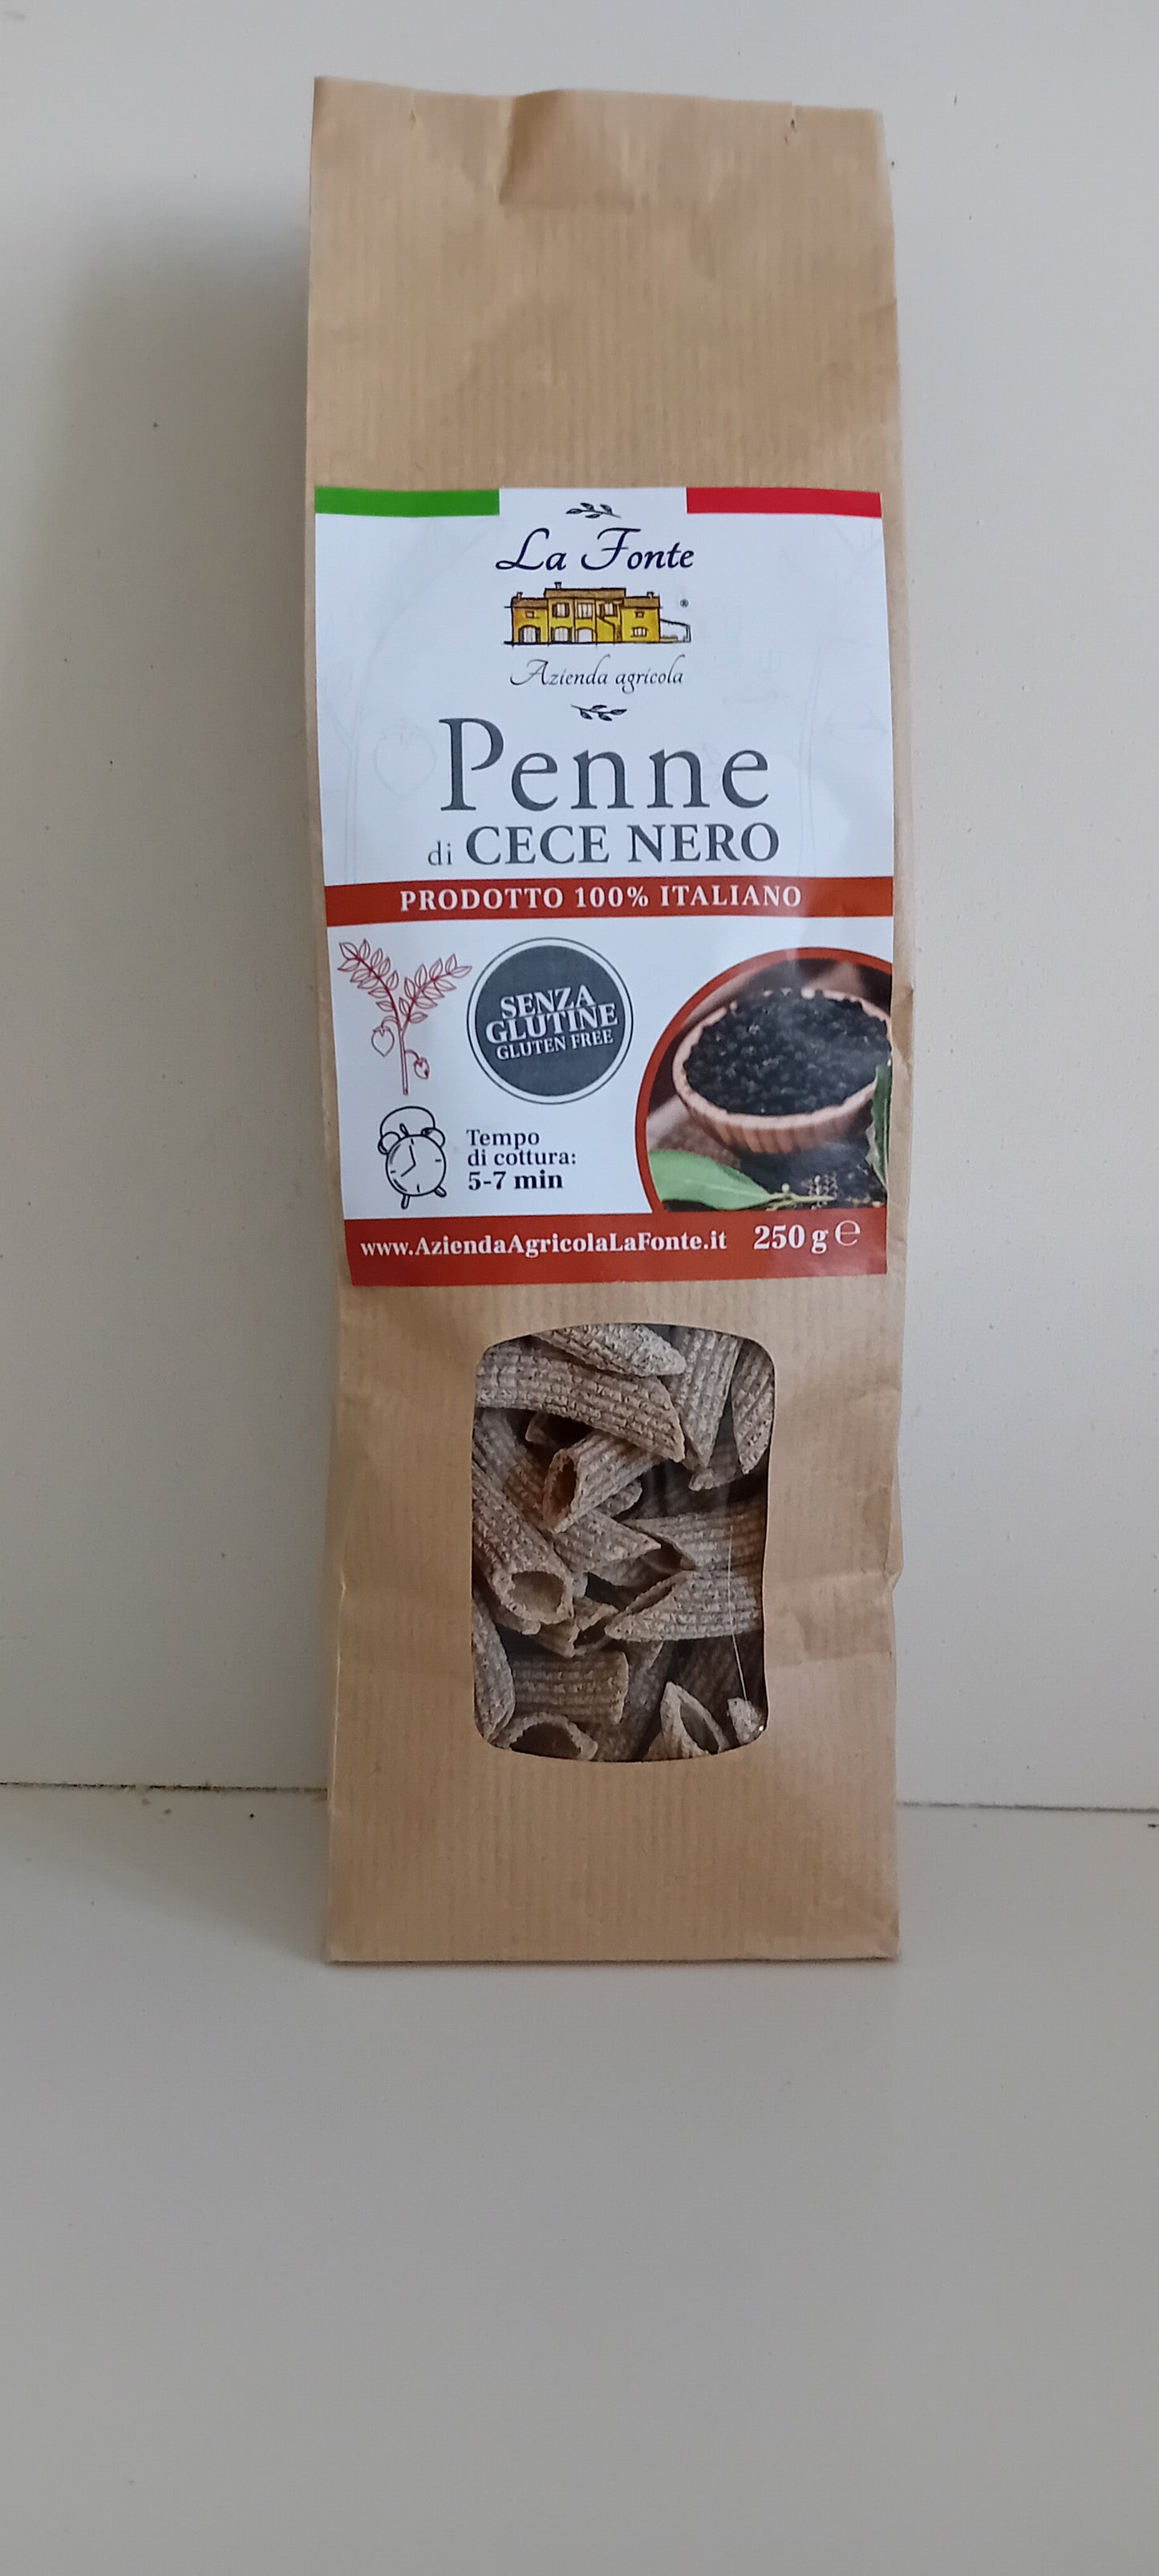 La Fonte
®
Azienda agricola
Penne
di CECE NERO
PRODOTTO 100% ITALIANO
SENZA
GLUTINE
GLUTEN FREE
Tempo
di cottura:
5-7 min
www.AziendaAgricolaLaFonte.it 250 g ℮